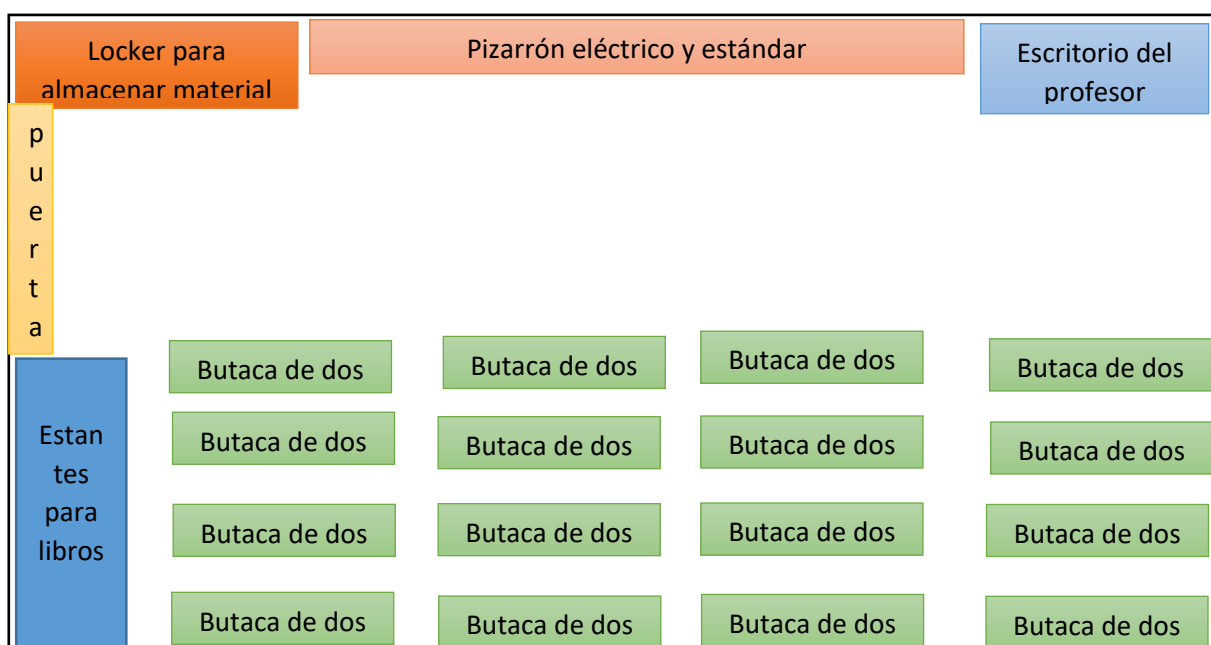 Locker para
almacenar material
Pizarrón eléctrico y estándar
Escritorio del
profesor
p
u
e
r
t
a
Butaca de dos
Butaca de dos
Butaca de dos
Butaca de dos
Estan
tes
para
libros
Butaca de dos
Butaca de dos
Butaca de dos
Butaca de dos
Butaca de dos
Butaca de dos
Butaca de dos
Butaca de dos
Butaca de dos
Butaca de dos
Butaca de dos
Butaca de dos